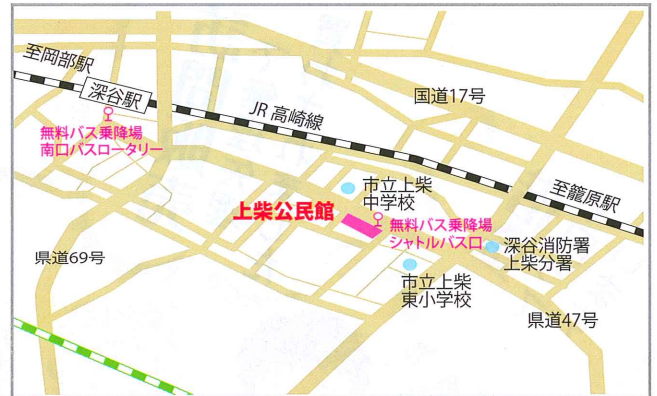 至岡部駅
深谷駅
無料バス乗降場
南口バスロータリー
JR 高崎線
国道17号
至籠原駅
市立上柴
中学校
上柴公民館
無料バス乗降場
シャトルバス口
深谷消防署
上柴分署
県道69号
市立上柴
東小学校
県道47号